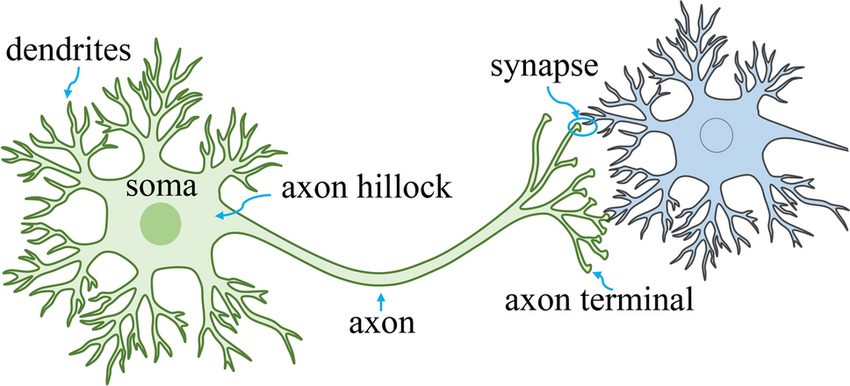 dendrites
synapse
soma
axon hillock
axon terminal
axon